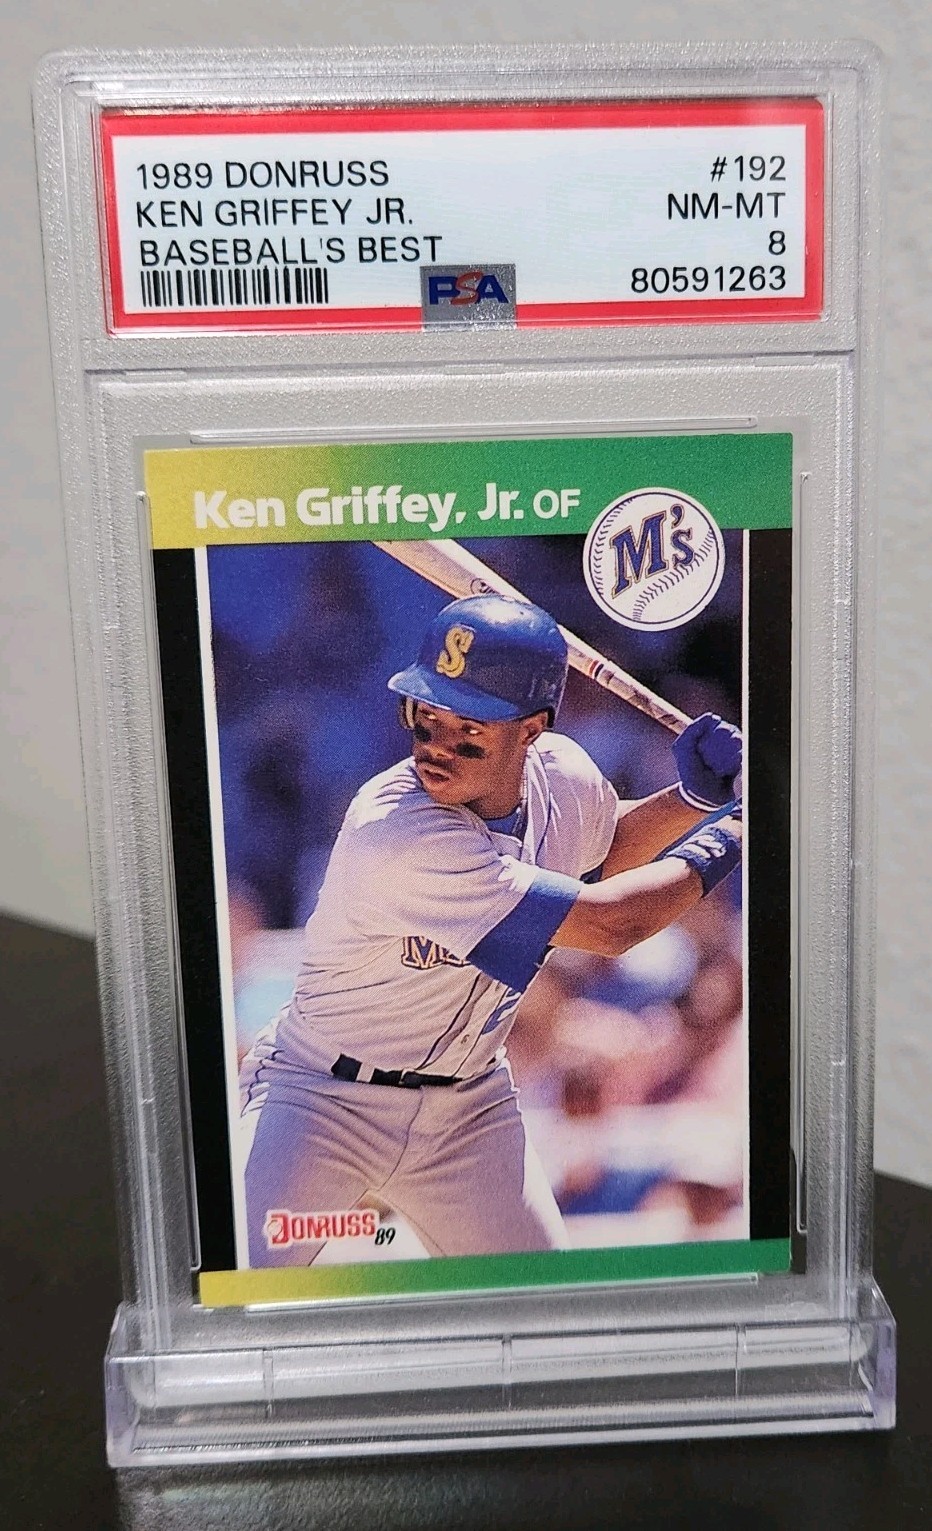 1989 DONRUSS #192
KEN GRIFFEY JR. NM-MT
BASEBALL'S BEST 8
PSA 80591263
Ken Griffey, Jr. OF
M's
S
M
2
DONRUSS 89